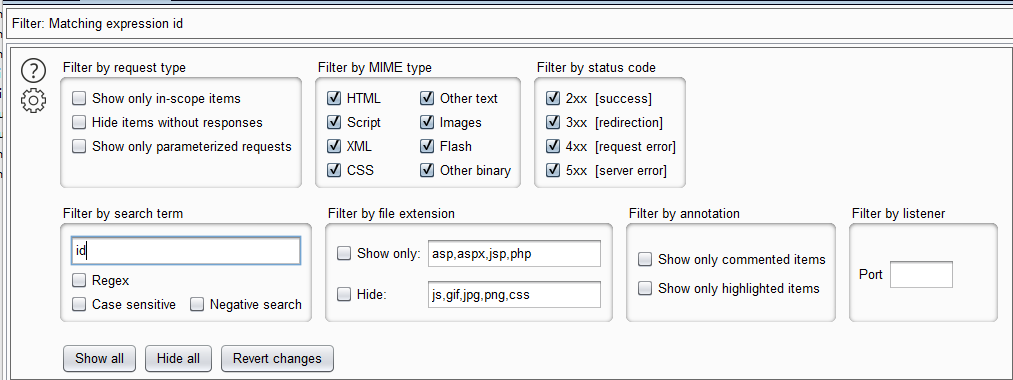 Filter: Matching expression id
?
Filter by request type
Show only in-scope items
Hide items without responses
Show only parameterized requests
Filter by MIME type
HTML Other text
Script Images
XML Flash
CSS Other binary
Filter by status code
2xx [success]
3xx [redirection]
4xx [request error]
5xx [server error]
Filter by search term
id
Regex
Case sensitive Negative search
Filter by file extension
Show only: asp,aspx,jsp,php
Hide: js,gif,jpg,png,css
Filter by annotation
Show only commented items
Show only highlighted items
Filter by listener
Port
Show all Hide all Revert changes